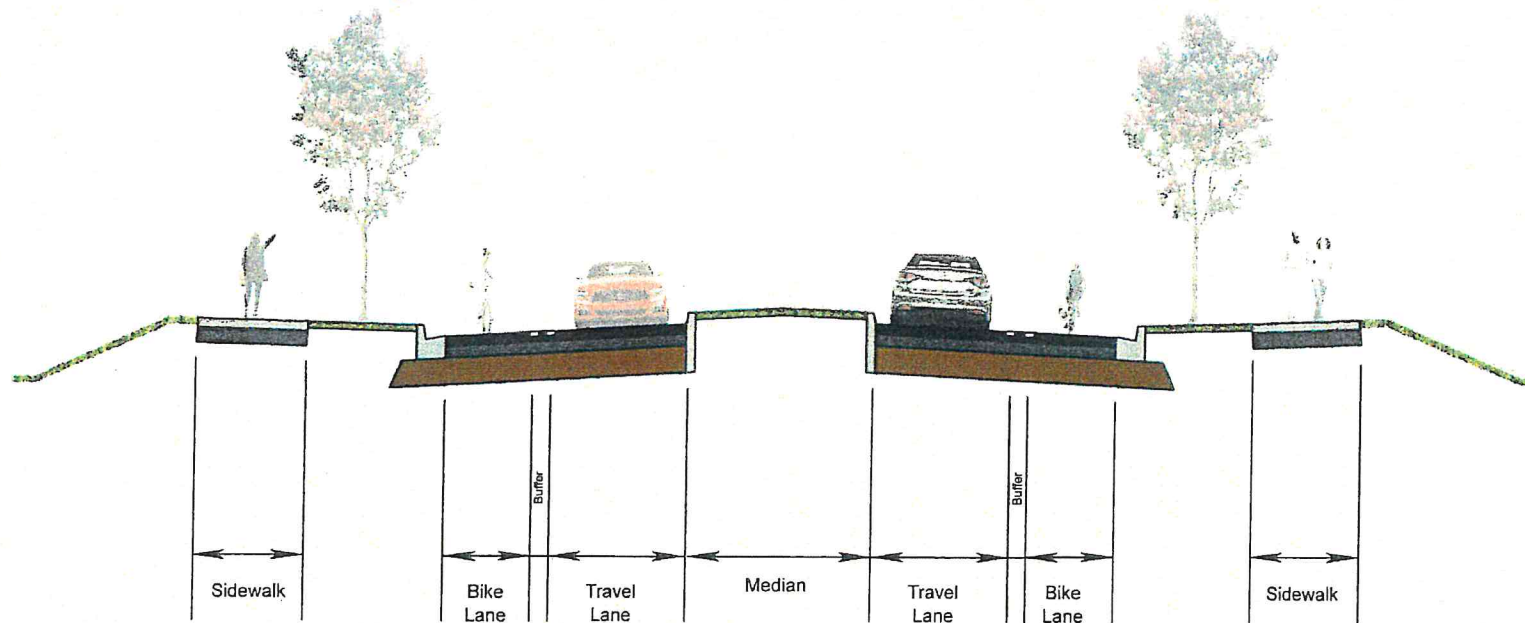 Buffer
Buffer
Sidewalk
Bike
Lane
Travel
Lane
Median
Travel
Lane
Bike
Lane
Sidewalk